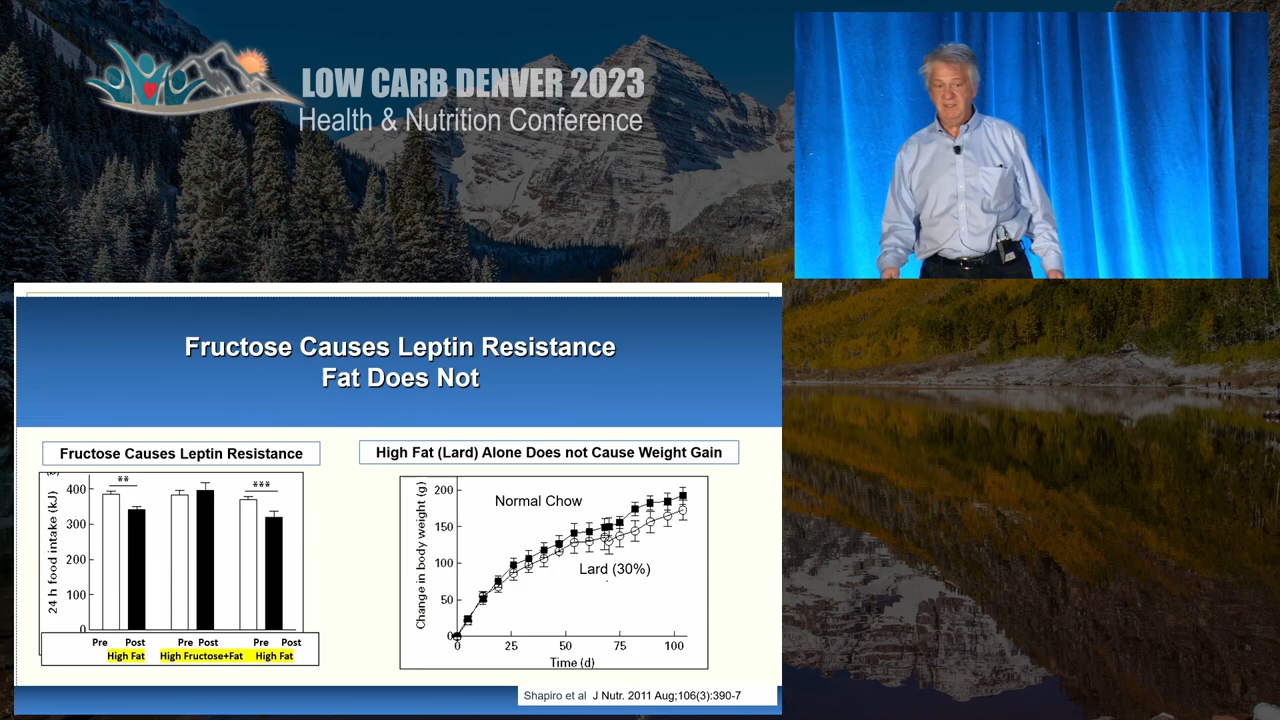 LOW CARB DENVER 2023
Health & Nutrition Conference
Fructose Causes Leptin Resistance
Fat Does Not
Fructose Causes Leptin Resistance
24 h food intake (kJ)
400
300
200
100
0
**
***
Pre Post Pre Post Pre Post
High Fat High Fructose+Fat High Fat
High Fat (Lard) Alone Does not Cause Weight Gain
Change in body weight (g)
200
150
100
50
0
Normal Chow
Lard (30%)
0 25 50 75 100
Time (d)
Shapiro et al J Nutr. 2011 Aug;106(3):390-7